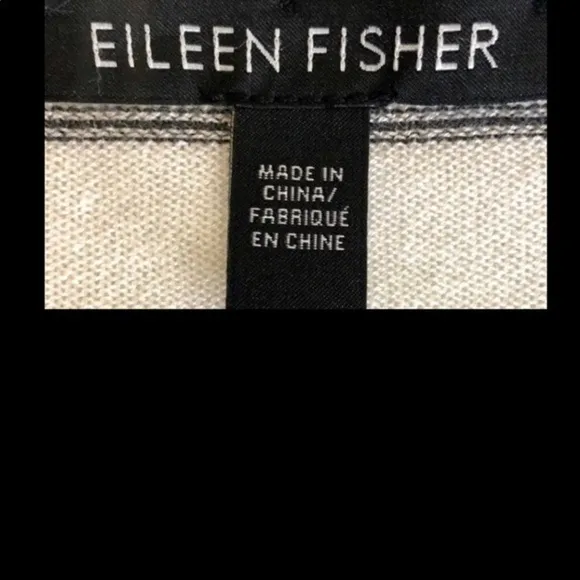 EILEEN FISHER
MADE IN
CHINA/
FABRIQUÉ
EN CHINE